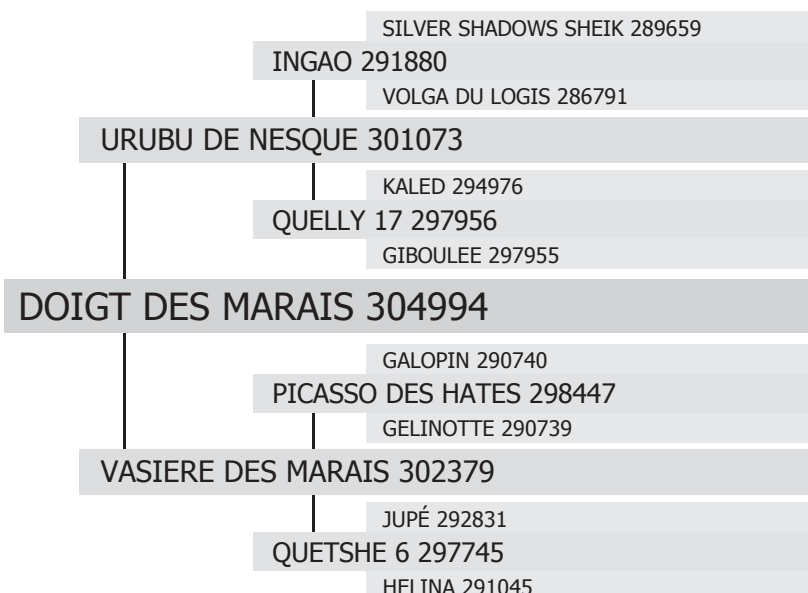 SILVER SHADOWS SHEIK 289659
INGAO 291880
VOLGA DU LOGIS 286791
URUBU DE NESQUE 301073
KALED 294976
QUELLY 17 297956
GIBOULEE 297955
DOIGT DES MARAIS 304994
GALOPIN 290740
PICASSO DES HATES 298447
GELINOTTE 290739
VASIERE DES MARAIS 302379
JUPÉ 292831
QUETSHE 6 297745
HELINA 291045